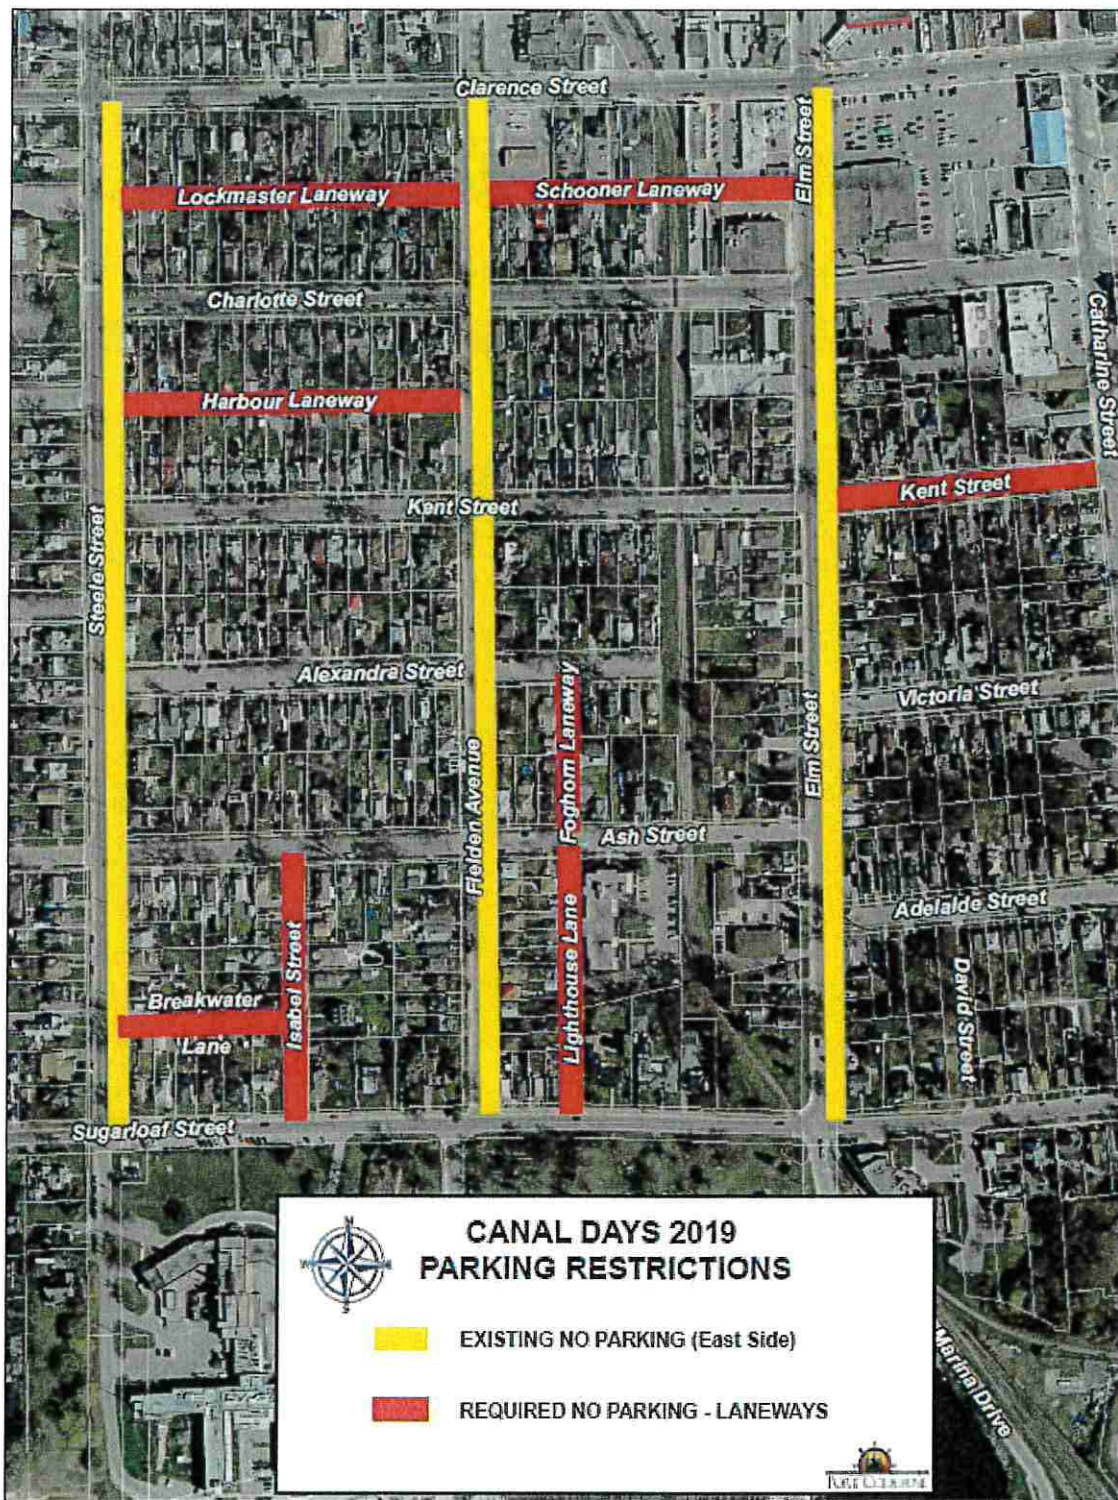 Clarence Street
Elm Street
Lockmaster Laneway
Schooner Laneway
Charlotte Street
Catharine Street
Harbour Laneway
Kent Street
Kent Street
Steele Street
Alexandra Street
Foghorn Laneway
Victoria Street
Elm Street
Fielden Avenue
Ash Street
Adelaide Street
Isabel Street
Lighthouse Lane
David Street
Breakwater
Lane
Sugarloaf Street
Marina Drive
N
W
E
S
CANAL DAYS 2019
PARKING RESTRICTIONS
EXISTING NO PARKING (East Side)
REQUIRED NO PARKING - LANEWAYS
PORT COLBORNE